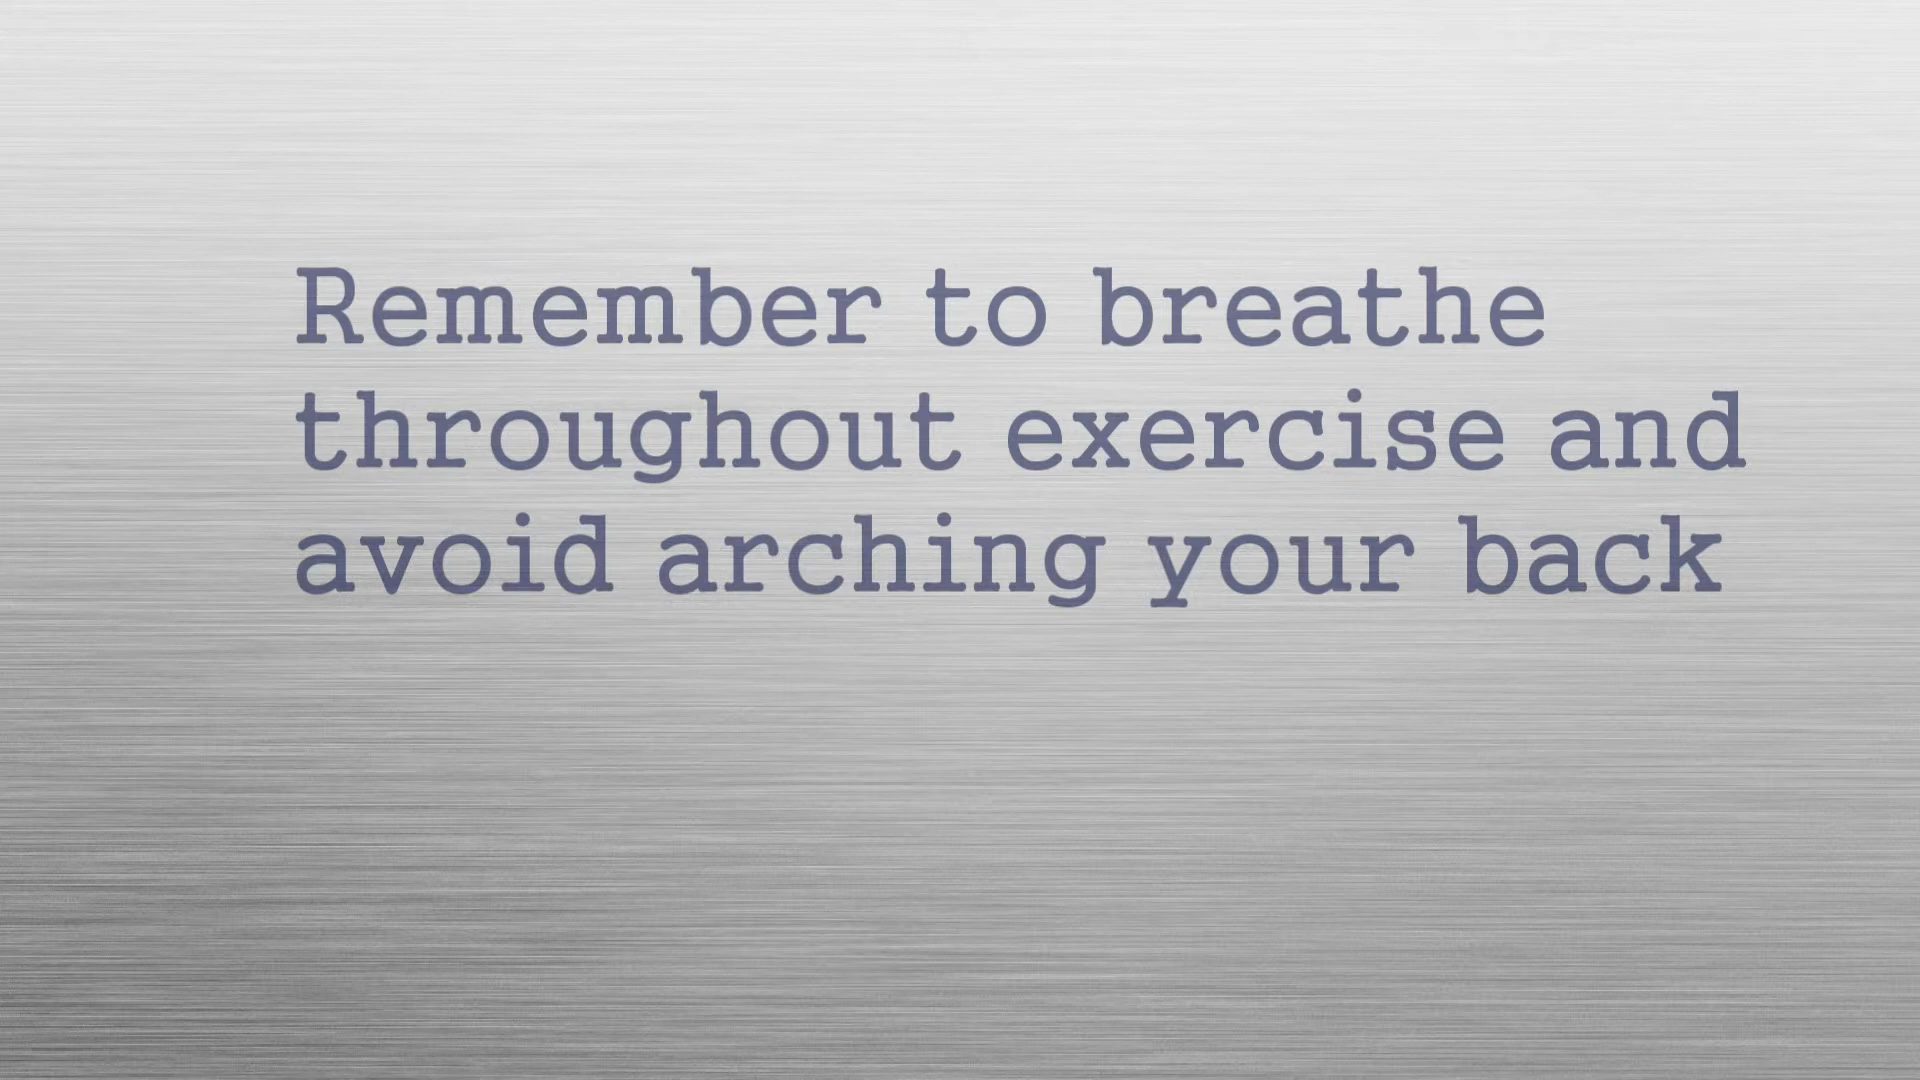 Remember to breathe
throughout exercise and
avoid arching your back